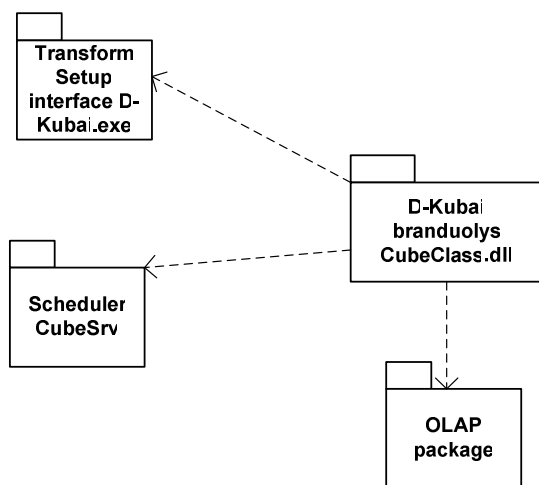 Transform
Setup
interface D-
Kubai.exe
D-Kubai
branduolys
CubeClass.dll
Scheduler
CubeSrv
OLAP
package